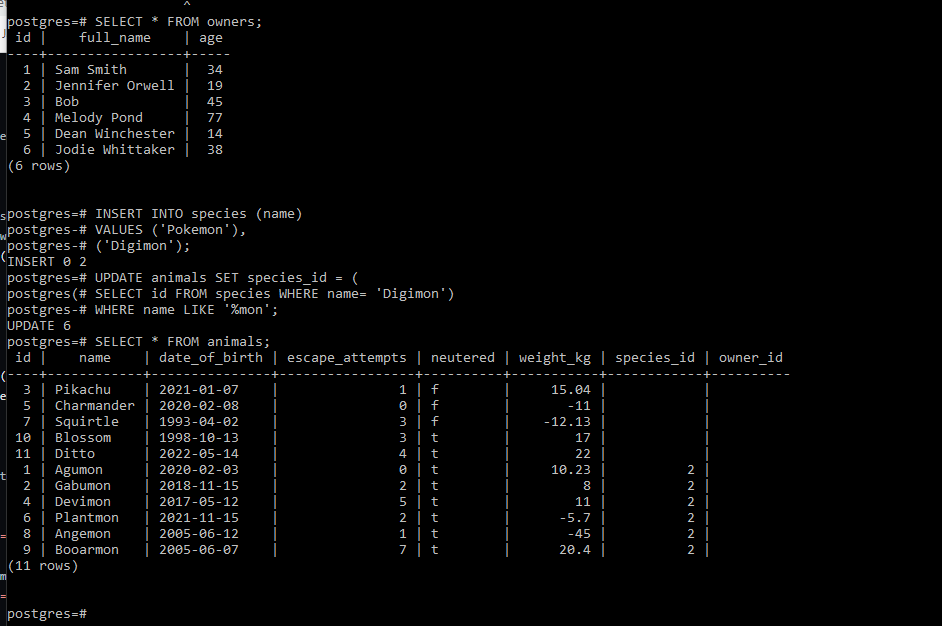 postgres=# SELECT * FROM owners;
 id |    full_name    | age
----+-----------------+-----
  1 | Sam Smith       |  34
  2 | Jennifer Orwell |  19
  3 | Bob             |  45
  4 | Melody Pond     |  77
  5 | Dean Winchester |  14
  6 | Jodie Whittaker |  38
(6 rows)
postgres=# INSERT INTO species (name)
postgres-# VALUES ('Pokemon'),
postgres-# ('Digimon');
INSERT 0 2
postgres=# UPDATE animals SET species_id = (
postgres(# SELECT id FROM species WHERE name= 'Digimon')
postgres-# WHERE name LIKE '%mon';
UPDATE 6
postgres=# SELECT * FROM animals;
 id |    name    | date_of_birth | escape_attempts | neutered | weight_kg | species_id | owner_id
----+------------+---------------+-----------------+----------+-----------+------------+----------
  3 | Pikachu    | 2021-01-07    |               1 | f        |     15.04 |            |
  5 | Charmander | 2020-02-08    |               0 | f        |       -11 |            |
  7 | Squirtle   | 1993-04-02    |               3 | f        |    -12.13 |            |
 10 | Blossom    | 1998-10-13    |               3 | t        |        17 |            |
 11 | Ditto      | 2022-05-14    |               4 | t        |        22 |            |
  1 | Agumon     | 2020-02-03    |               0 | t        |     10.23 |          2 |
  2 | Gabumon    | 2018-11-15    |               2 | t        |         8 |          2 |
  4 | Devimon    | 2017-05-12    |               5 | t        |        11 |          2 |
  6 | Plantmon   | 2021-11-15    |               2 | t        |      -5.7 |          2 |
  8 | Angemon    | 2005-06-12    |               1 | t        |       -45 |          2 |
  9 | Booarmon   | 2005-06-07    |               7 | t        |      20.4 |          2 |
(11 rows)
postgres=#